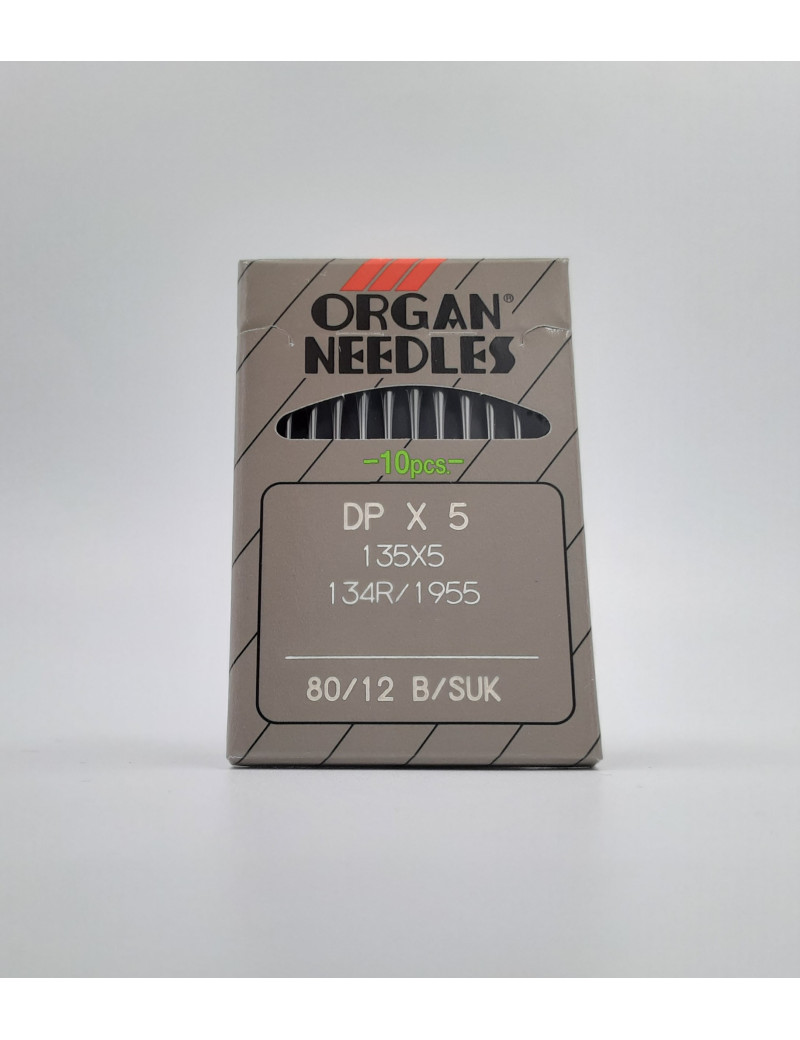 ORGAN®
NEEDLES
-10pcs.-
DP X 5
135X5
134R/1955
80/12 B/SUK